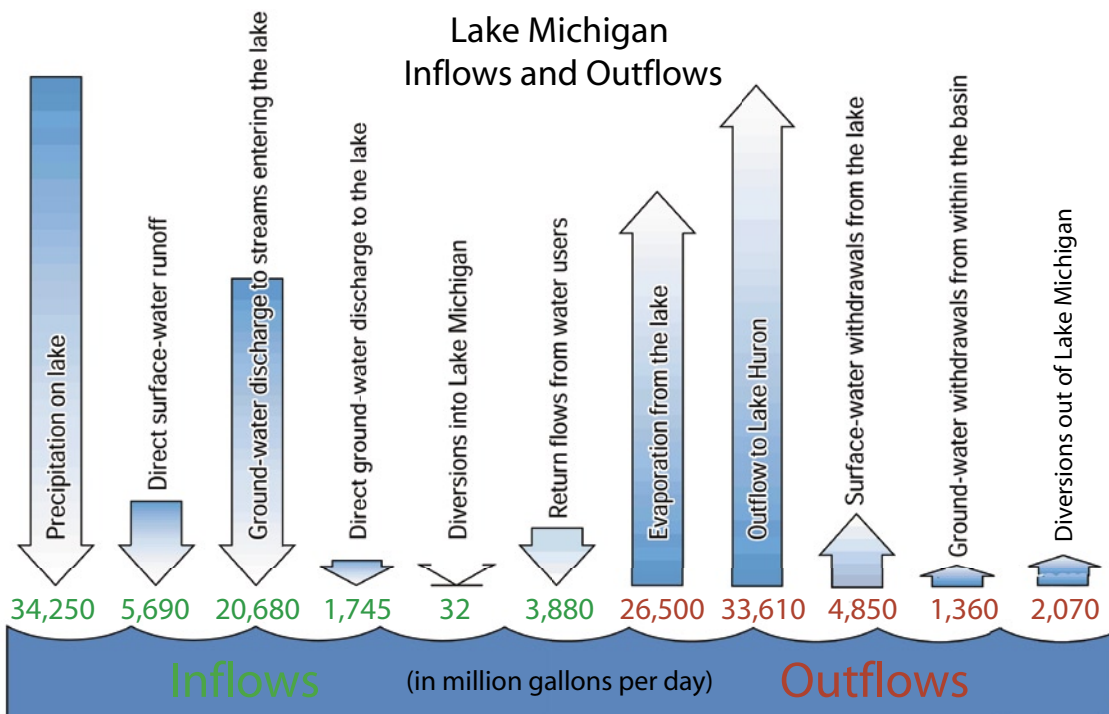 Lake Michigan
Inflows and Outflows
Precipitation on lake
Direct surface-water runoff
Ground-water discharge to streams entering the lake
Direct ground-water discharge to the lake
Diversions into Lake Michigan
Return flows from water users
Evaporation from the lake
Outflow to Lake Huron
Surface-water withdrawals from the lake
Ground-water withdrawals from within the basin
Diversions out of Lake Michigan
34,250 5,690 20,680 1,745 32 3,880 26,500 33,610 4,850 1,360 2,070
Inflows (in million gallons per day) Outflows